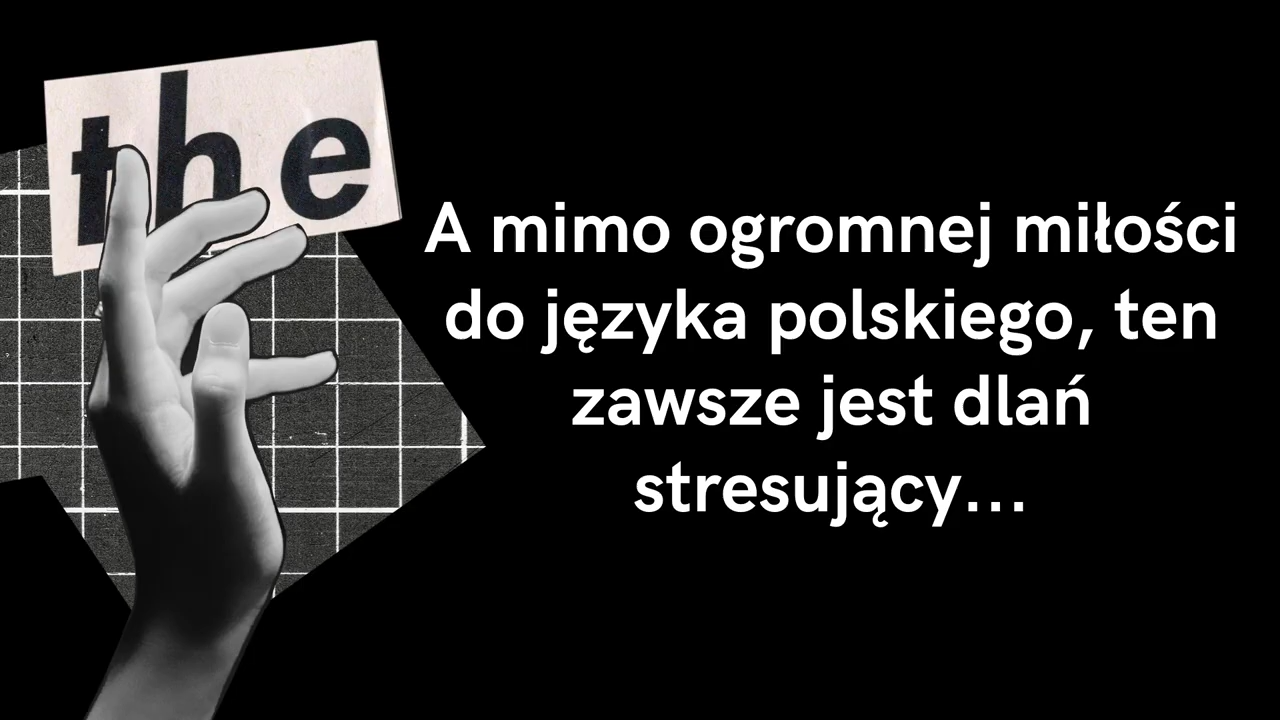 the
A mimo ogromnej miłości
do języka polskiego, ten
zawsze jest dlań
stresujący...